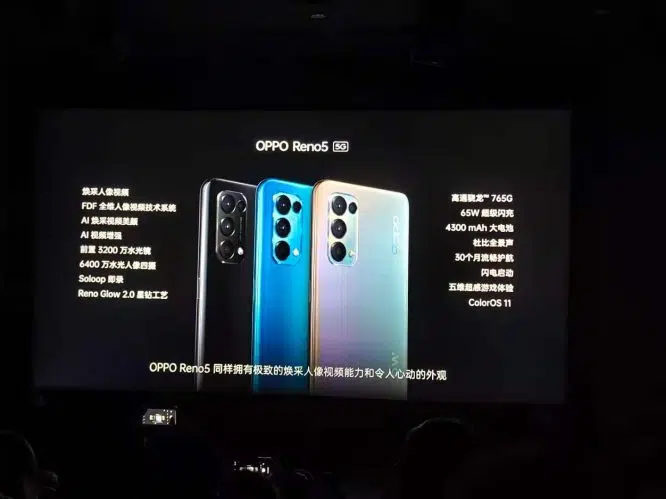 OPPO Reno5 5G
焕采人像视频
FDF 全维人像视频技术系统
AI 焕采视频美颜
AI 视频增强
前置 3200 万水光镜
6400 万水光人像四摄
Soloop 即录
Reno Glow 2.0 星钻工艺
高通骁龙™ 765G
65W 超级闪充
4300 mAh 大电池
杜比全景声
30个月流畅护航
闪电启动
五维超感游戏体验
ColorOS 11
OPPO Reno5 同样拥有极致的焕采人像视频能力和令人心动的外观